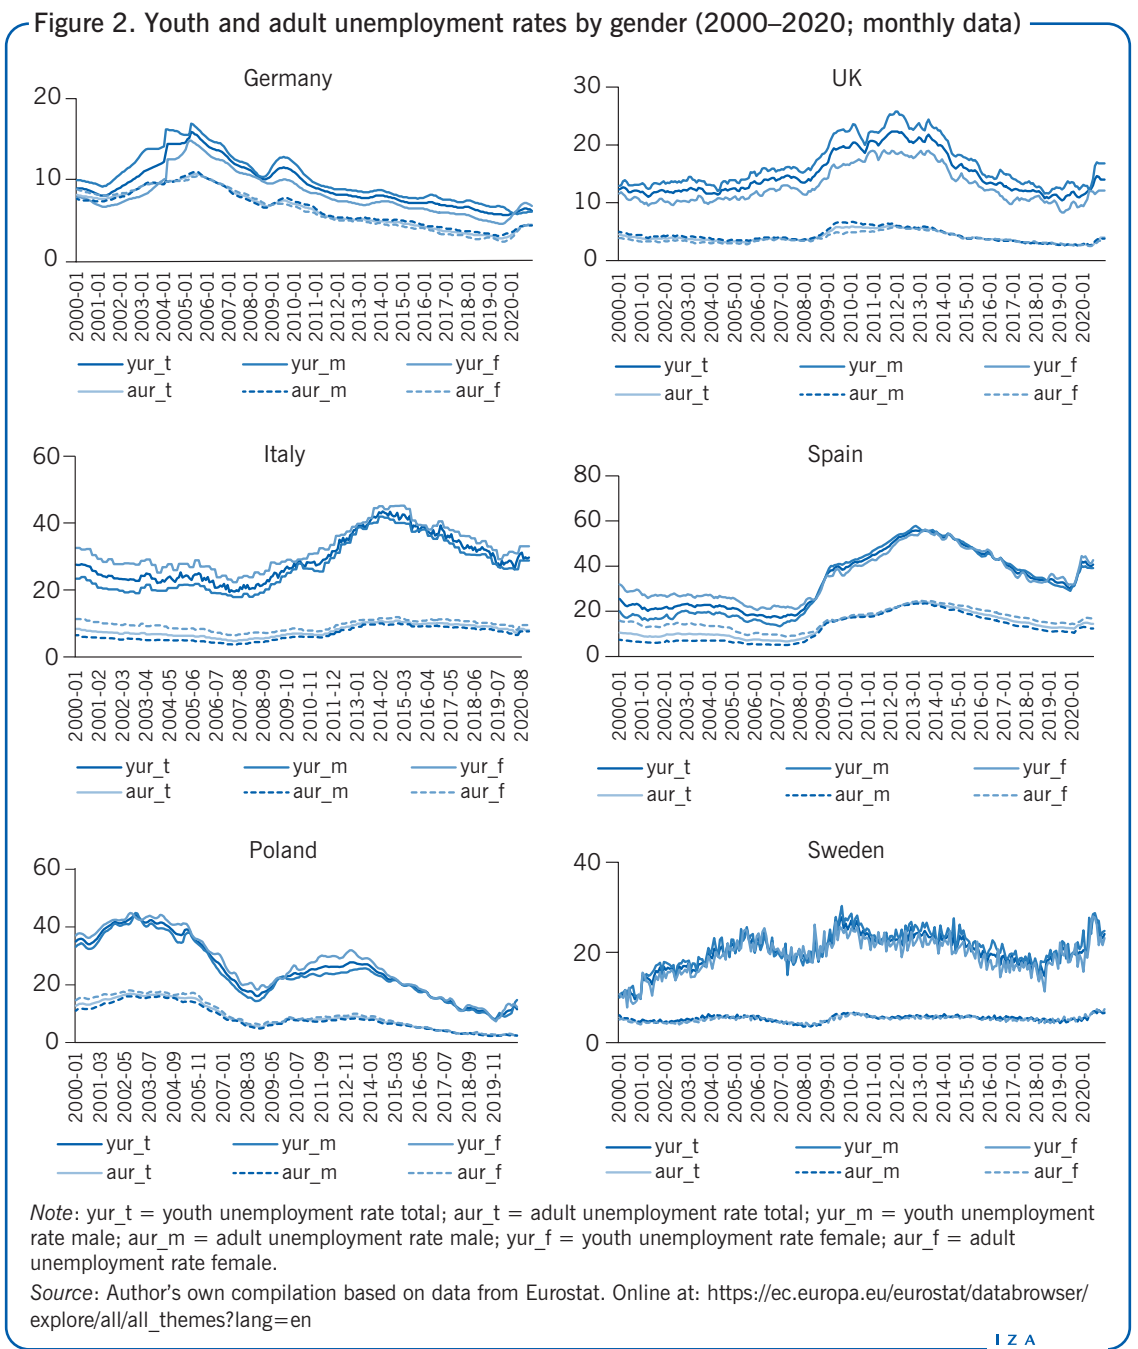 Figure 2. Youth and adult unemployment rates by gender (2000–2020; monthly data)
Germany
20
10
0
2000-01 2001-01 2002-01 2003-01 2004-01 2005-01 2006-01 2007-01 2008-01 2009-01 2010-01 2011-01 2012-01 2013-01 2014-01 2015-01 2016-01 2017-01 2018-01 2019-01 2020-01
yur_t yur_m yur_f
aur_t aur_m aur_f
UK
30
20
10
0
2000-01 2001-01 2002-01 2003-01 2004-01 2005-01 2006-01 2007-01 2008-01 2009-01 2010-01 2011-01 2012-01 2013-01 2014-01 2015-01 2016-01 2017-01 2018-01 2019-01 2020-01
yur_t yur_m yur_f
aur_t aur_m aur_f
Italy
60
40
20
0
2000-01 2001-02 2002-03 2003-04 2004-05 2005-06 2006-07 2007-08 2008-09 2009-10 2010-11 2011-12 2013-01 2014-02 2015-03 2016-04 2017-05 2018-06 2019-07 2020-08
yur_t yur_m yur_f
aur_t aur_m aur_f
Spain
80
60
40
20
0
2000-01 2001-01 2002-01 2003-01 2004-01 2005-01 2006-01 2007-01 2008-01 2009-01 2010-01 2011-01 2012-01 2013-01 2014-01 2015-01 2016-01 2017-01 2018-01 2019-01 2020-01
yur_t yur_m yur_f
aur_t aur_m aur_f
Poland
60
40
20
0
2000-01 2001-03 2002-05 2003-07 2004-09 2005-11 2007-01 2008-03 2009-05 2010-07 2011-09 2012-11 2014-01 2015-03 2016-05 2017-07 2018-09 2019-11
yur_t yur_m yur_f
aur_t aur_m aur_f
Sweden
40
20
0
2000-01 2001-01 2002-01 2003-01 2004-01 2005-01 2006-01 2007-01 2008-01 2009-01 2010-01 2011-01 2012-01 2013-01 2014-01 2015-01 2016-01 2017-01 2018-01 2019-01 2020-01
yur_t yur_m yur_f
aur_t aur_m aur_f
Note: yur_t = youth unemployment rate total; aur_t = adult unemployment rate total; yur_m = youth unemployment
rate male; aur_m = adult unemployment rate male; yur_f = youth unemployment rate female; aur_f = adult
unemployment rate female.
Source: Author's own compilation based on data from Eurostat. Online at: https://ec.europa.eu/eurostat/databrowser/
explore/all/all_themes?lang=en
I Z A